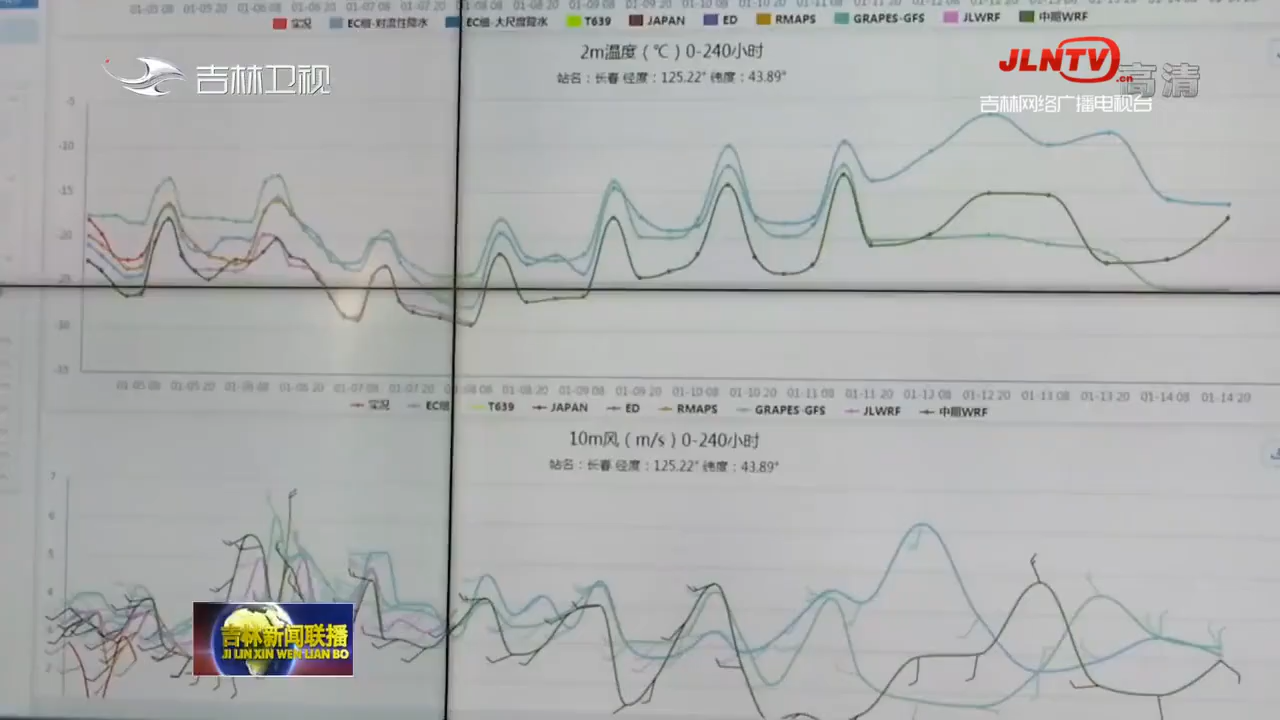 实况 EC细-对流性降水 EC细-大尺度降水 T639 JAPAN ED RMAPS GRAPES-GFS JLWRF 中期WRF
2m温度（℃）0-240小时
站名：长春 经度：125.22° 纬度：43.89°
吉林卫视
JLNTV.cn
高清
吉林网络广播电视台
-5
-10
-15
-20
-25
-30
01-05 08 01-05 20 01-06 08 01-06 20 01-07 08 01-07 20 01-08 08 01-08 20 01-09 08 01-09 20 01-10 08 01-10 20 01-11 08 01-11 20 01-12 08 01-12 20 01-13 08 01-13 20 01-14 08 01-14 20
实况 EC细 T639 JAPAN ED RMAPS GRAPES-GFS JLWRF 中期WRF
10m风（m/s）0-240小时
站名：长春 经度：125.22° 纬度：43.89°
7
6
5
4
3
2
吉林新闻联播
JI LIN XIN WEN LIAN BO